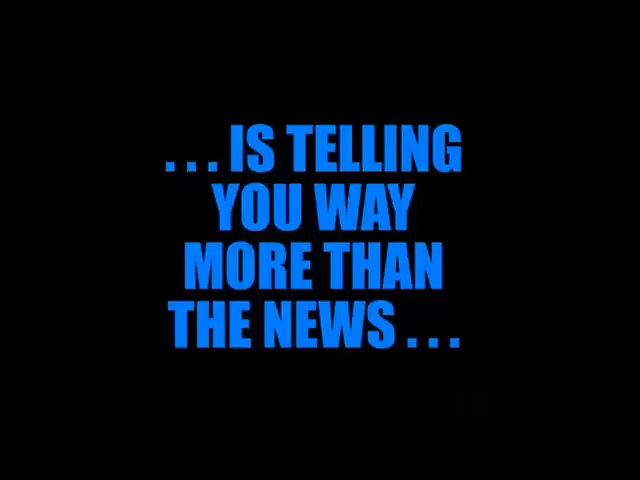 . . . IS TELLING
YOU WAY
MORE THAN
THE NEWS . . .